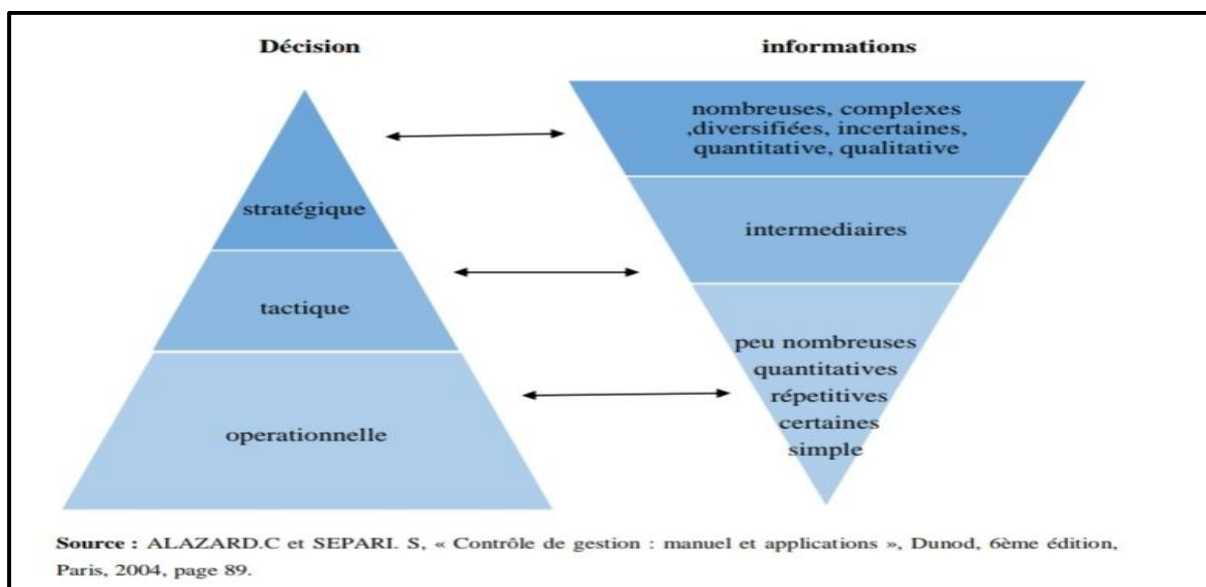 Décision
informations
stratégique
tactique
operationnelle
nombreuses, complexes
,diversifiées, incertaines,
quantitative, qualitative
intermediaires
peu nombreuses
quantitatives
répetitives
certaines
simple
Source : ALAZARD.C et SEPARI. S, « Contrôle de gestion : manuel et applications », Dunod, 6ème édition,
Paris, 2004, page 89.